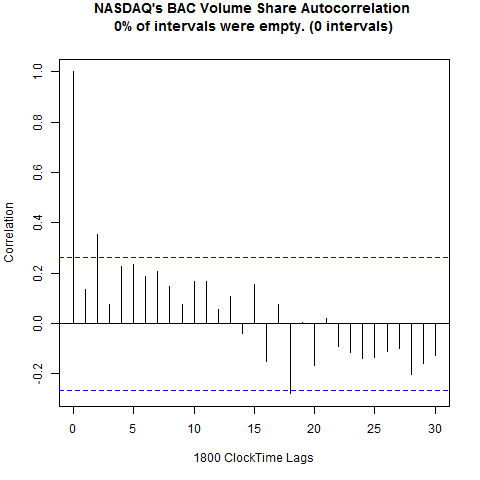 NASDAQ's BAC Volume Share Autocorrelation
0% of intervals were empty. (0 intervals)
Correlation
1.0
0.8
0.6
0.4
0.2
0.0
-0.2
0 5 10 15 20 25 30
1800 ClockTime Lags